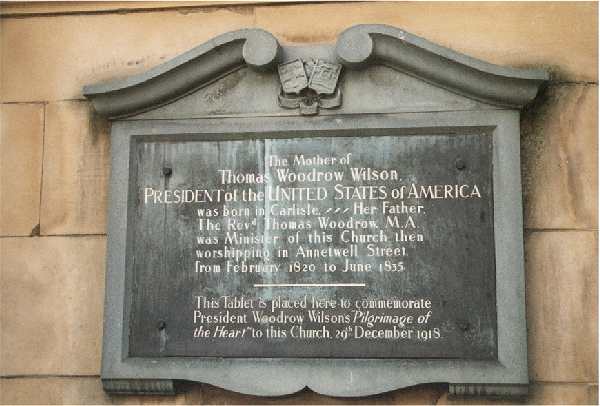 The Mother of
Thomas Woodrow Wilson,
PRESIDENT of the UNITED STATES of AMERICA
was born in Carlisle, ~~~ Her Father,
The Revd Thomas Woodrow, M.A.
was Minister of this Church then
worshipping in Annetwell Street
from February 1820 to June 1835.
This Tablet is placed here to commemorate
President Woodrow Wilson's "Pilgrimage of
the Heart" to this Church, 29th December 1918.